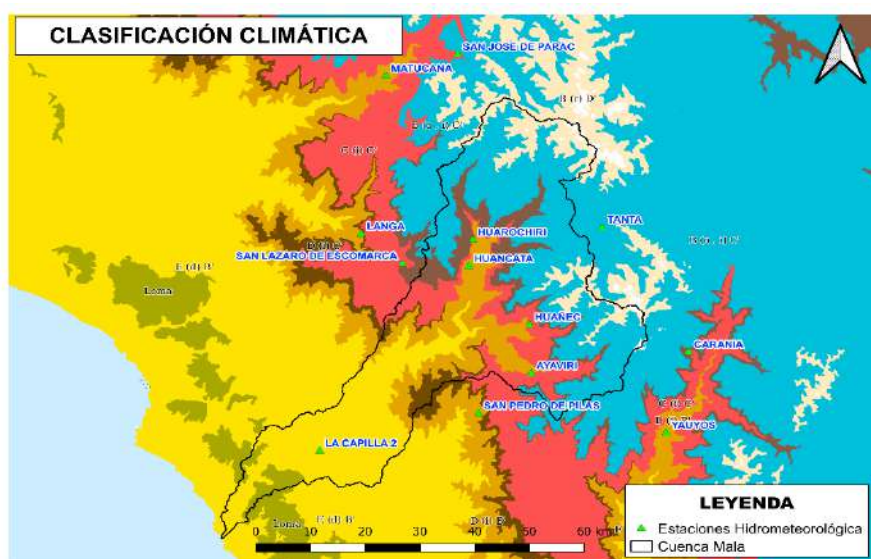 CLASIFICACIÓN CLIMÁTICA
SAN JOSE DE PARAC
MATUCANA
B (r) D'
C (i) C'
LANGA
TANTA
HUAROCHIRI
SAN LAZARO DE ESCOMARCA
HUANCATA
E (d) B'
Loma
HUAÑEC
CARANIA
AYAVIRI
SAN PEDRO DE PILAS
YAUYOS
LA CAPILLA 2
Loma
E (d) B'
LEYENDA
Estaciones Hidrometeorológica
Cuenca Mala
0 10 20 30 40 50 60 km